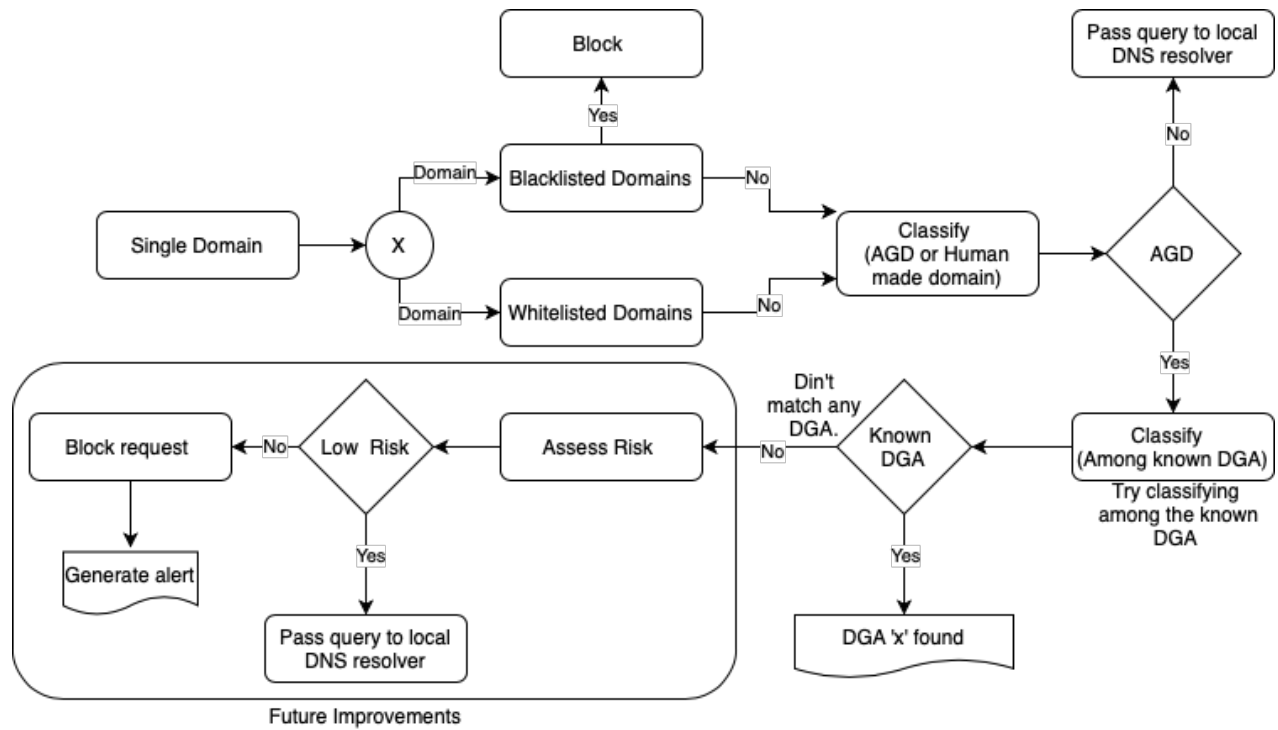 Block
Pass query to local
DNS resolver
Yes
No
Domain
Blacklisted Domains
No
Single Domain
X
Classify
(AGD or Human
made domain)
AGD
Domain
Whitelisted Domains
No
Yes
Din't
match any
DGA.
Block request
No
Low Risk
Assess Risk
No
Known
DGA
Classify
(Among known DGA)
Try classifying
among the known
DGA
Yes
Yes
Generate alert
Pass query to local
DNS resolver
DGA 'x' found
Future Improvements